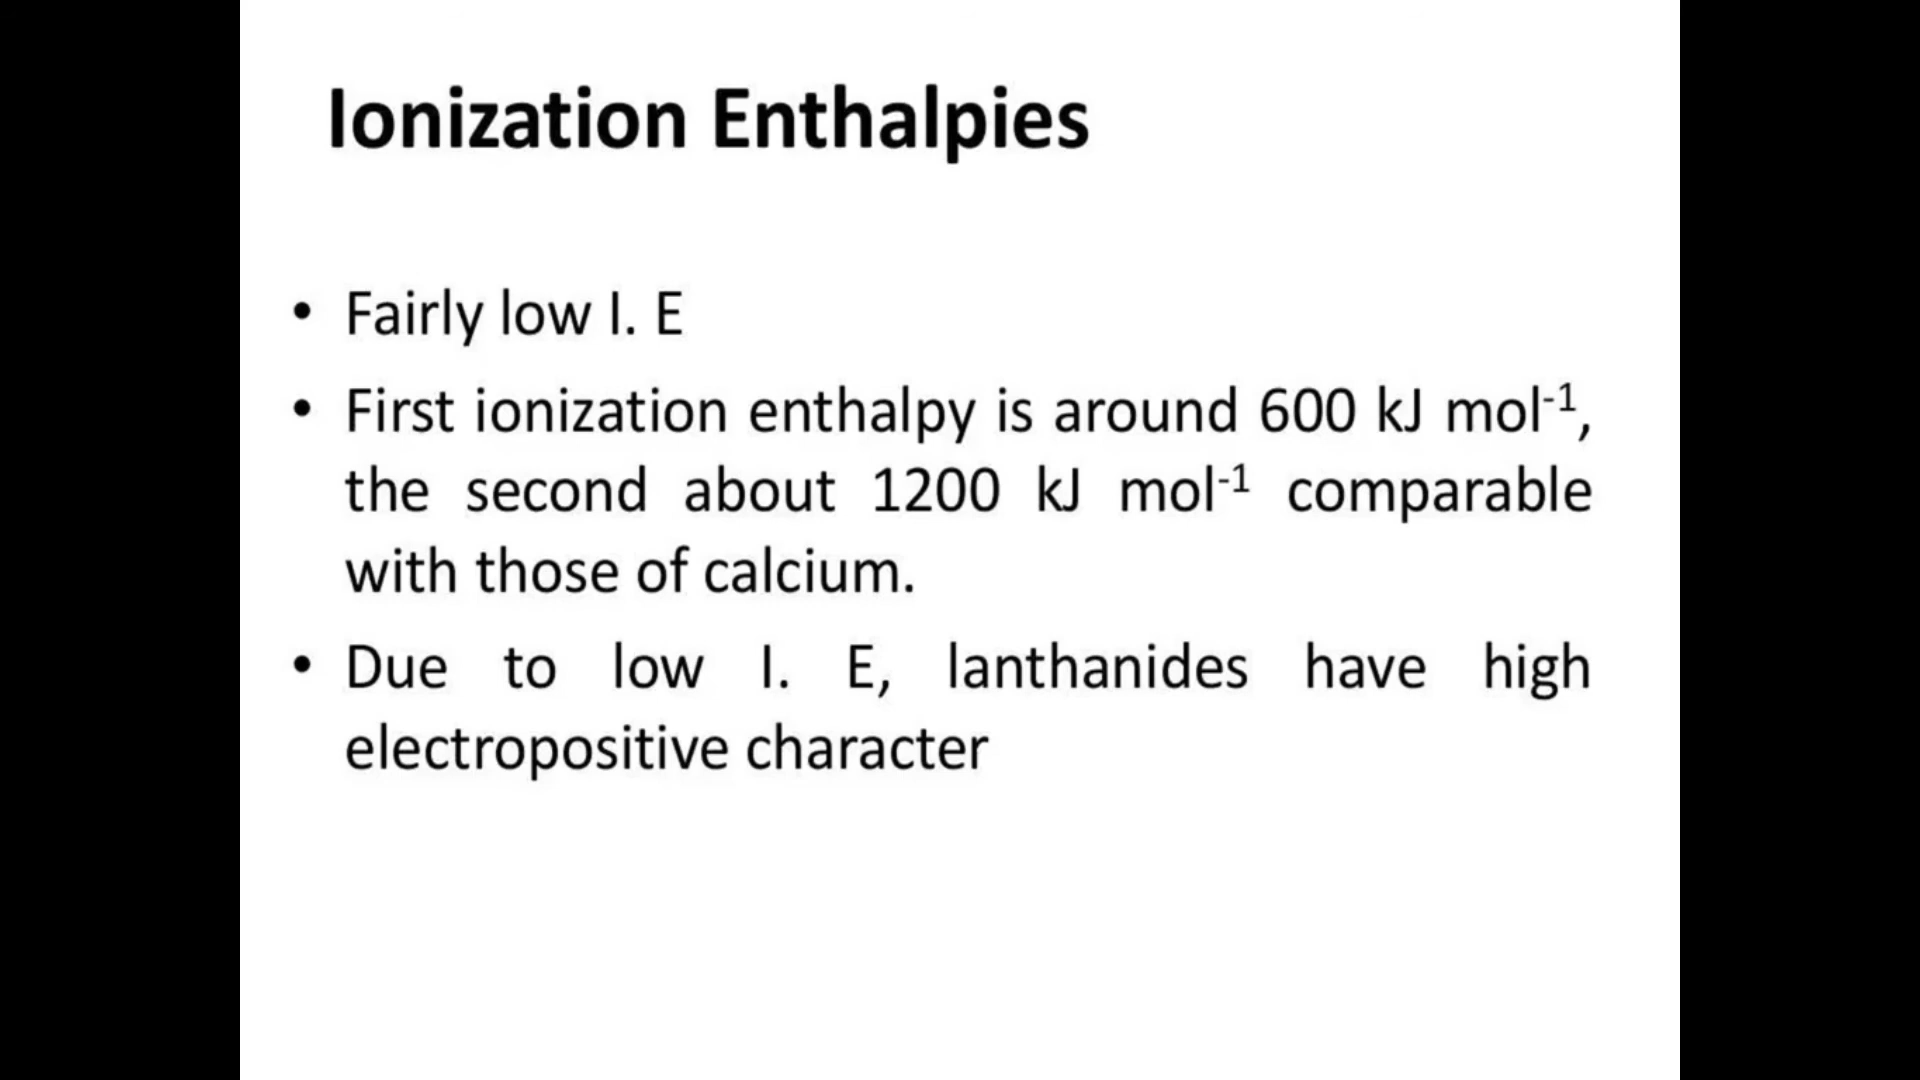 Ionization Enthalpies
• Fairly low I. E
• First ionization enthalpy is around 600 kJ mol⁻¹,
the second about 1200 kJ mol⁻¹ comparable
with those of calcium.
• Due to low I. E, lanthanides have high
electropositive character